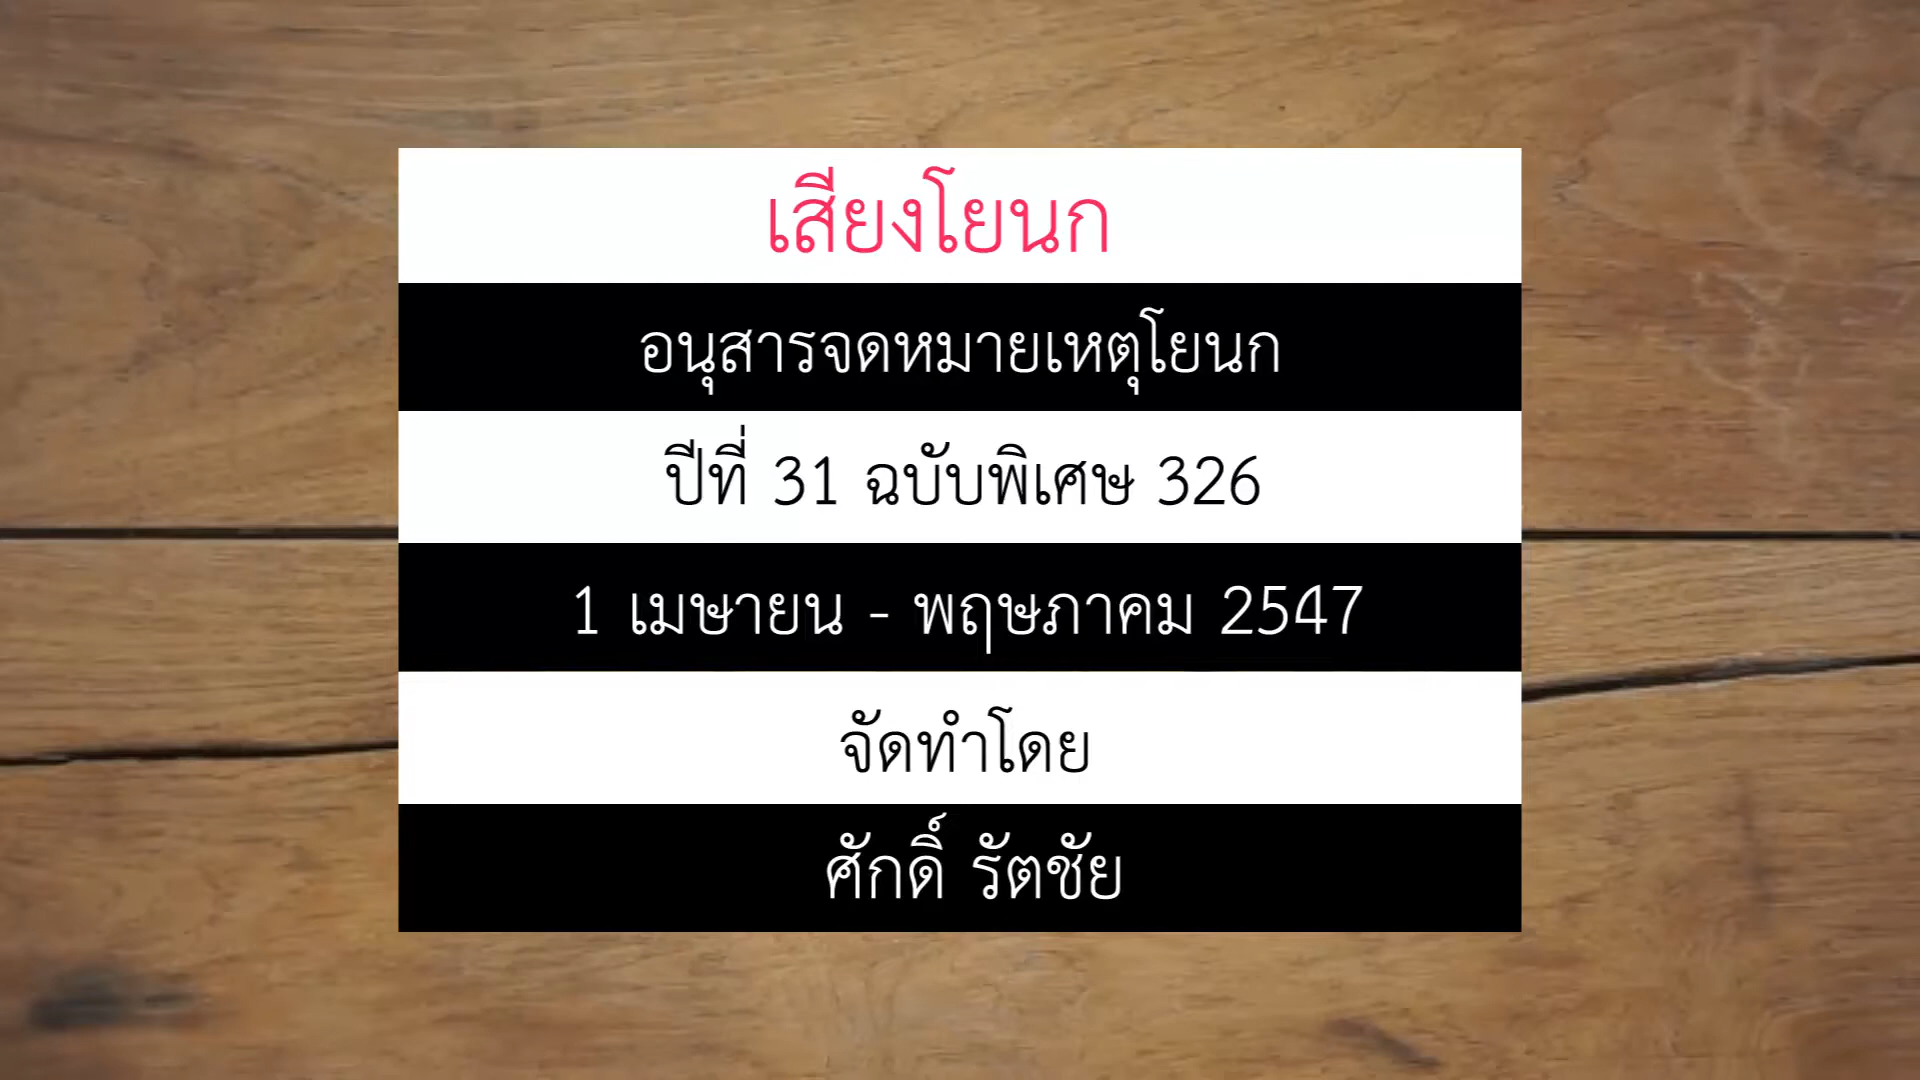 เสียงโยนก
อนุสารจดหมายเหตุโยนก
ปีที่ 31 ฉบับพิเศษ 326
1 เมษายน - พฤษภาคม 2547
จัดทำโดย
ศักดิ์ รัตชัย